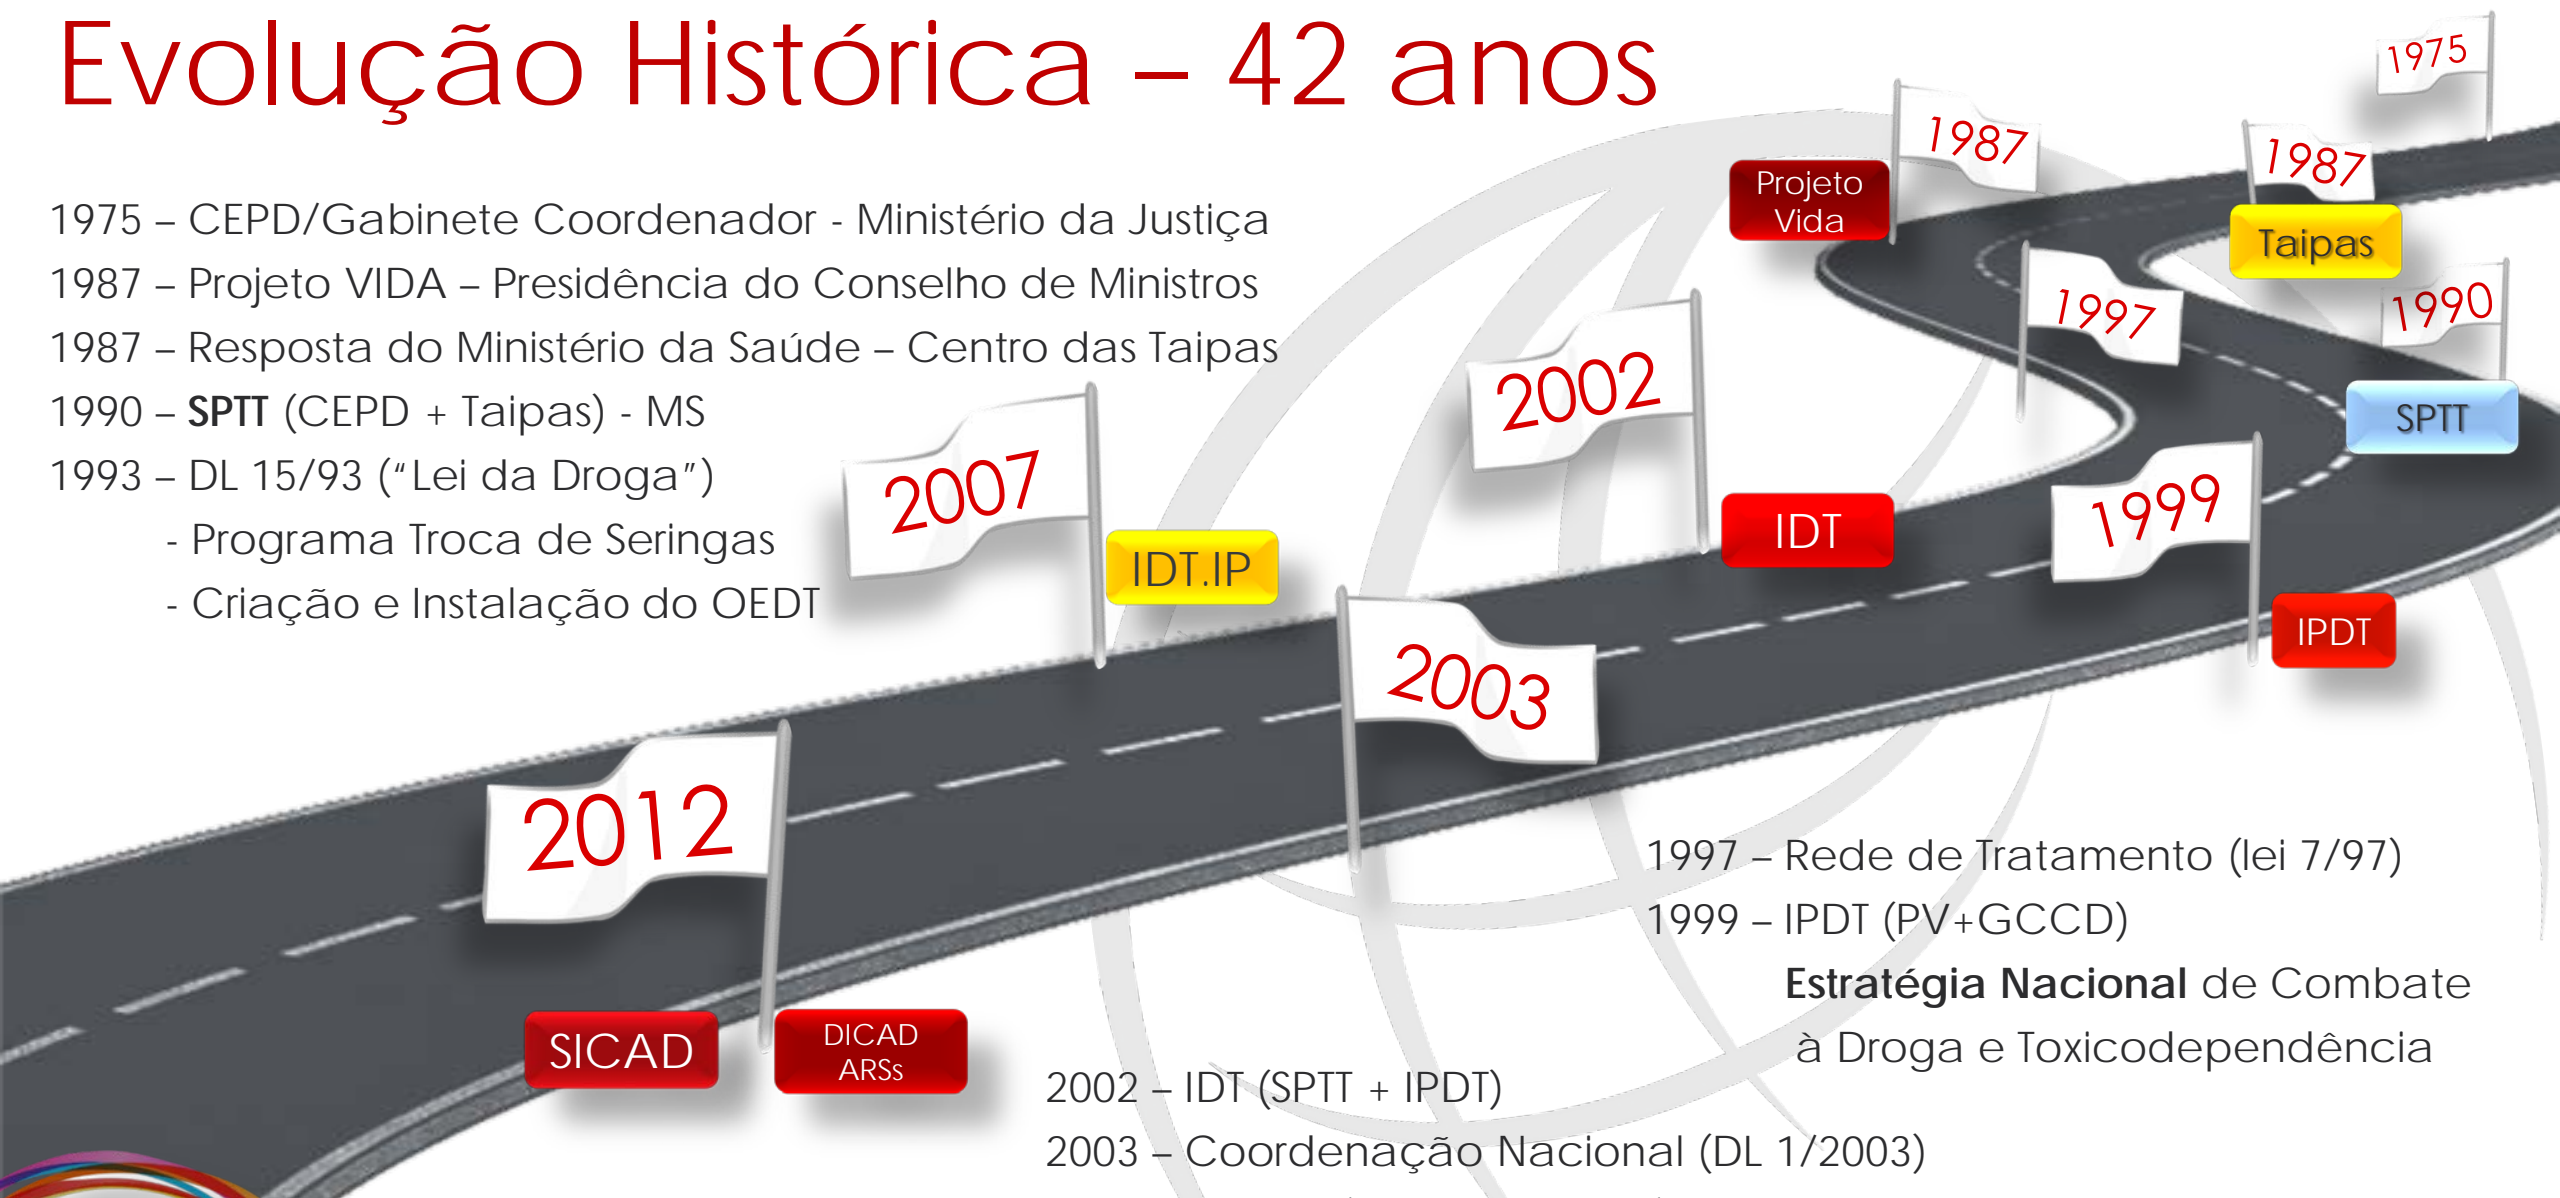 Evolução Histórica – 42 anos
1975 – CEPD/Gabinete Coordenador - Ministério da Justiça
1987 – Projeto VIDA – Presidência do Conselho de Ministros
1987 – Resposta do Ministério da Saúde – Centro das Taipas
1990 – SPTT (CEPD + Taipas) - MS
1993 – DL 15/93 (“Lei da Droga”)
- Programa Troca de Seringas
- Criação e Instalação do OEDT
1975
1987
Projeto
Vida
1987
Taipas
1990
SPTT
1997
1999
IPDT
2002
IDT
2003
2007
IDT.IP
2012
SICAD
DICAD
ARSs
1997 – Rede de Tratamento (lei 7/97)
1999 – IPDT (PV+GCCD)
Estratégia Nacional de Combate
à Droga e Toxicodependência
2002 – IDT (SPTT + IPDT)
2003 – Coordenação Nacional (DL 1/2003)